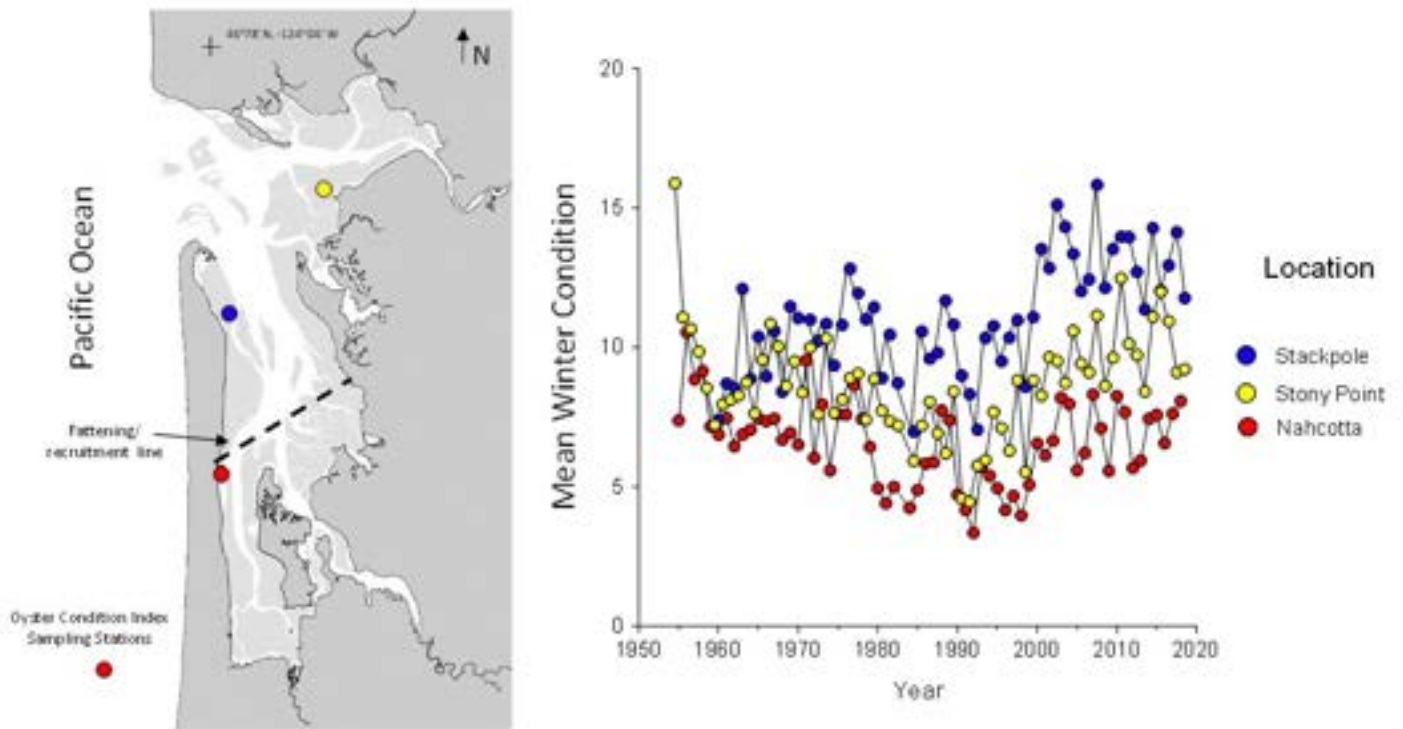 N
Pacific Ocean
Fattening/
recruitment line
Oyster Condition Index
Sampling Stations
Mean Winter Condition
20
15
10
5
0
1950 1960 1970 1980 1990 2000 2010 2020
Year
Location
Stackpole
Stony Point
Nahcotta